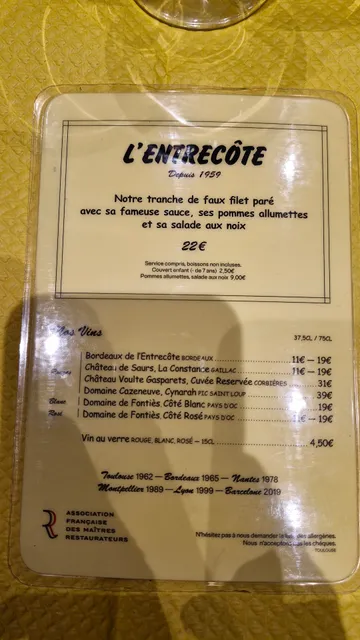 L'ENTRECÔTE
Depuis 1959
Notre tranche de faux filet paré
avec sa fameuse sauce, ses pommes allumettes
et sa salade aux noix
22€
Service compris, boissons non incluses.
Couvert enfant (- de 7 ans) 2,50€
Pommes allumettes, salade aux noix 9,00€
Nos Vins
37,5CL / 75CL
Bordeaux de l'Entrecôte BORDEAUX 11€ — 19€
Château de Saurs, La Constance GAILLAC 11€ — 19€
Château Voulte Gasparets, Cuvée Reservée CORBIÈRES 31€
Domaine Cazeneuve, Cynarah PIC SAINT LOUP 39€
Blanc Domaine de Fontiès, Côté Blanc PAYS D'OC 19€
Rosé Domaine de Fontiès, Côté Rosé PAYS D'OC — 19€
Vin au verre ROUGE, BLANC, ROSÉ — 15CL 4,50€
Toulouse 1962 — Bordeaux 1965 — Nantes 1978
Montpellier 1989 — Lyon 1999 — Barcelone 2019
ASSOCIATION
FRANÇAISE
DES MAÎTRES
RESTAURATEURS
N'hésitez pas à nous demander la liste des allergènes.
Nous n'acceptons pas les chèques.
TOULOUSE